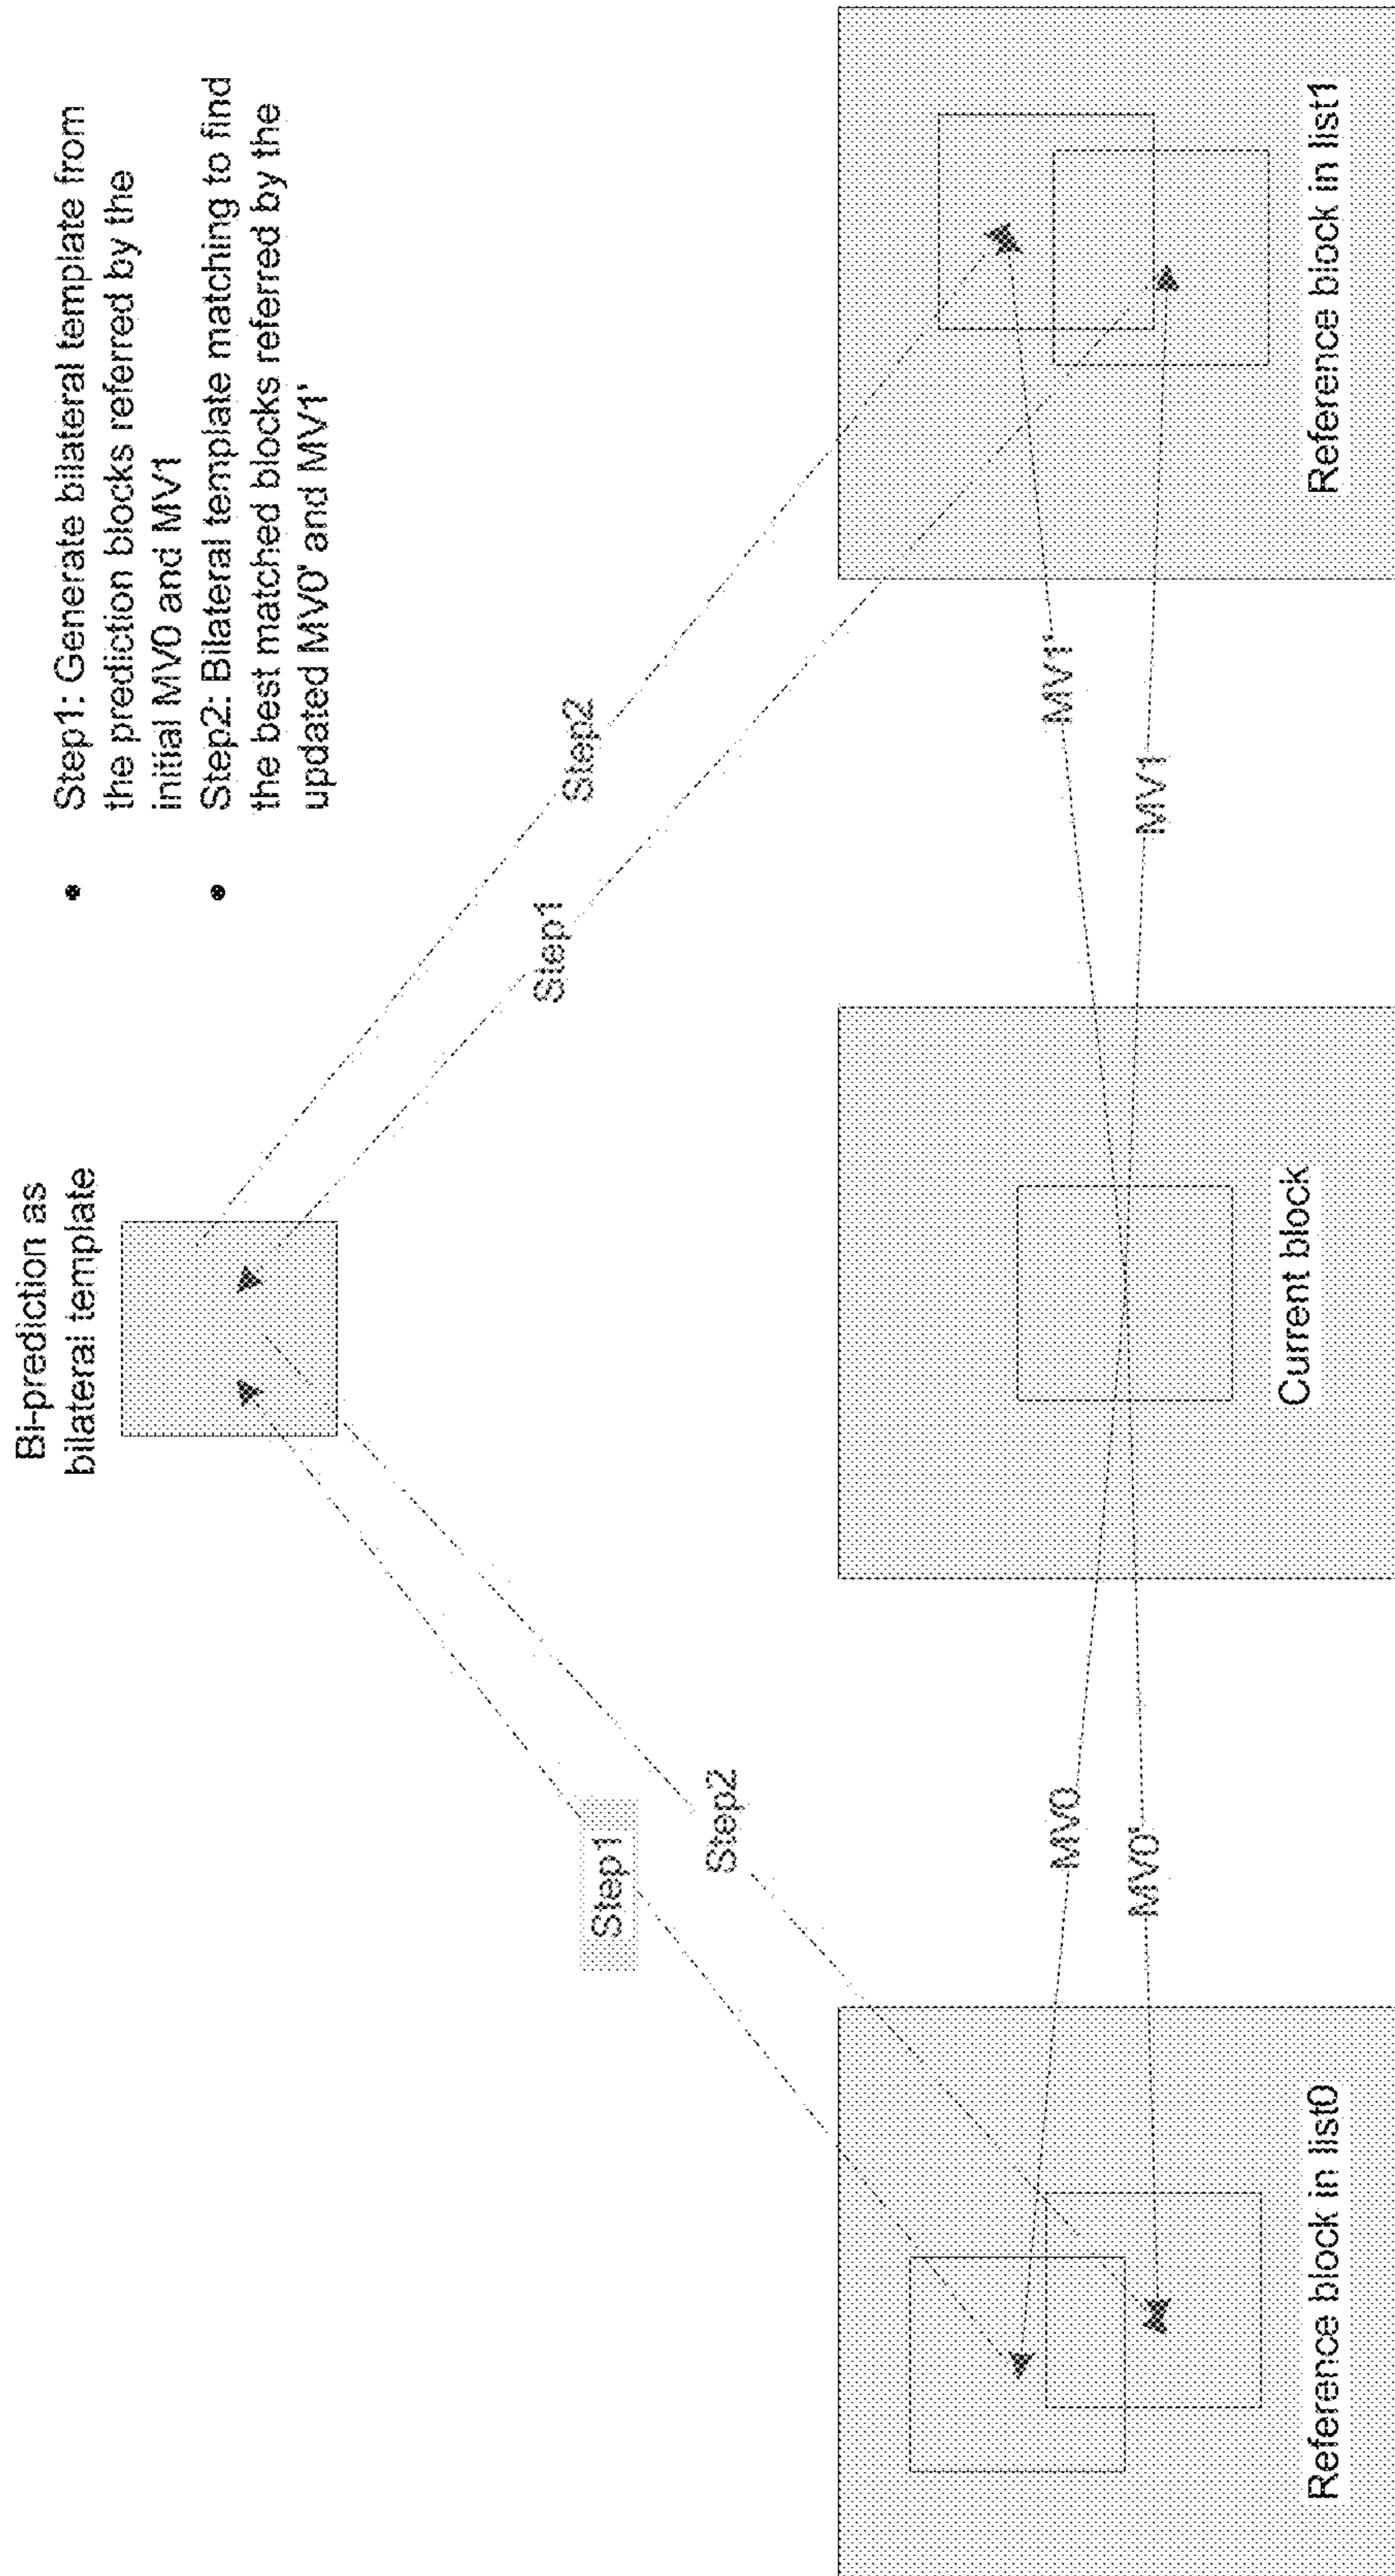 Bi-prediction as
bilateral template
• Step1: Generate bilateral template from
the prediction blocks referred by the
initial MV0 and MV1
• Step2: Bilateral template matching to find
the best matched blocks referred by the
updated MV0' and MV1'
Step1
Step2
Step1
Step2
MV0
MV0'
MV1'
MV1
Reference block in list0
Current block
Reference block in list1